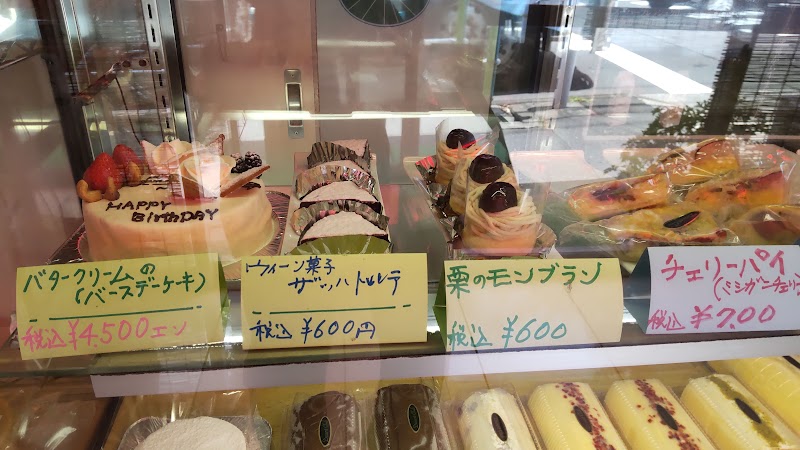 HAPPY
BIRTHDAY
バタークリームの
(バースデーケキ)
税込¥4.500エン
ウィーン菓子
ザッハトルテ
税込¥600円
栗のモンブラン
税込¥600
チェリーパイ
(ミシガンチェリー
税込¥700